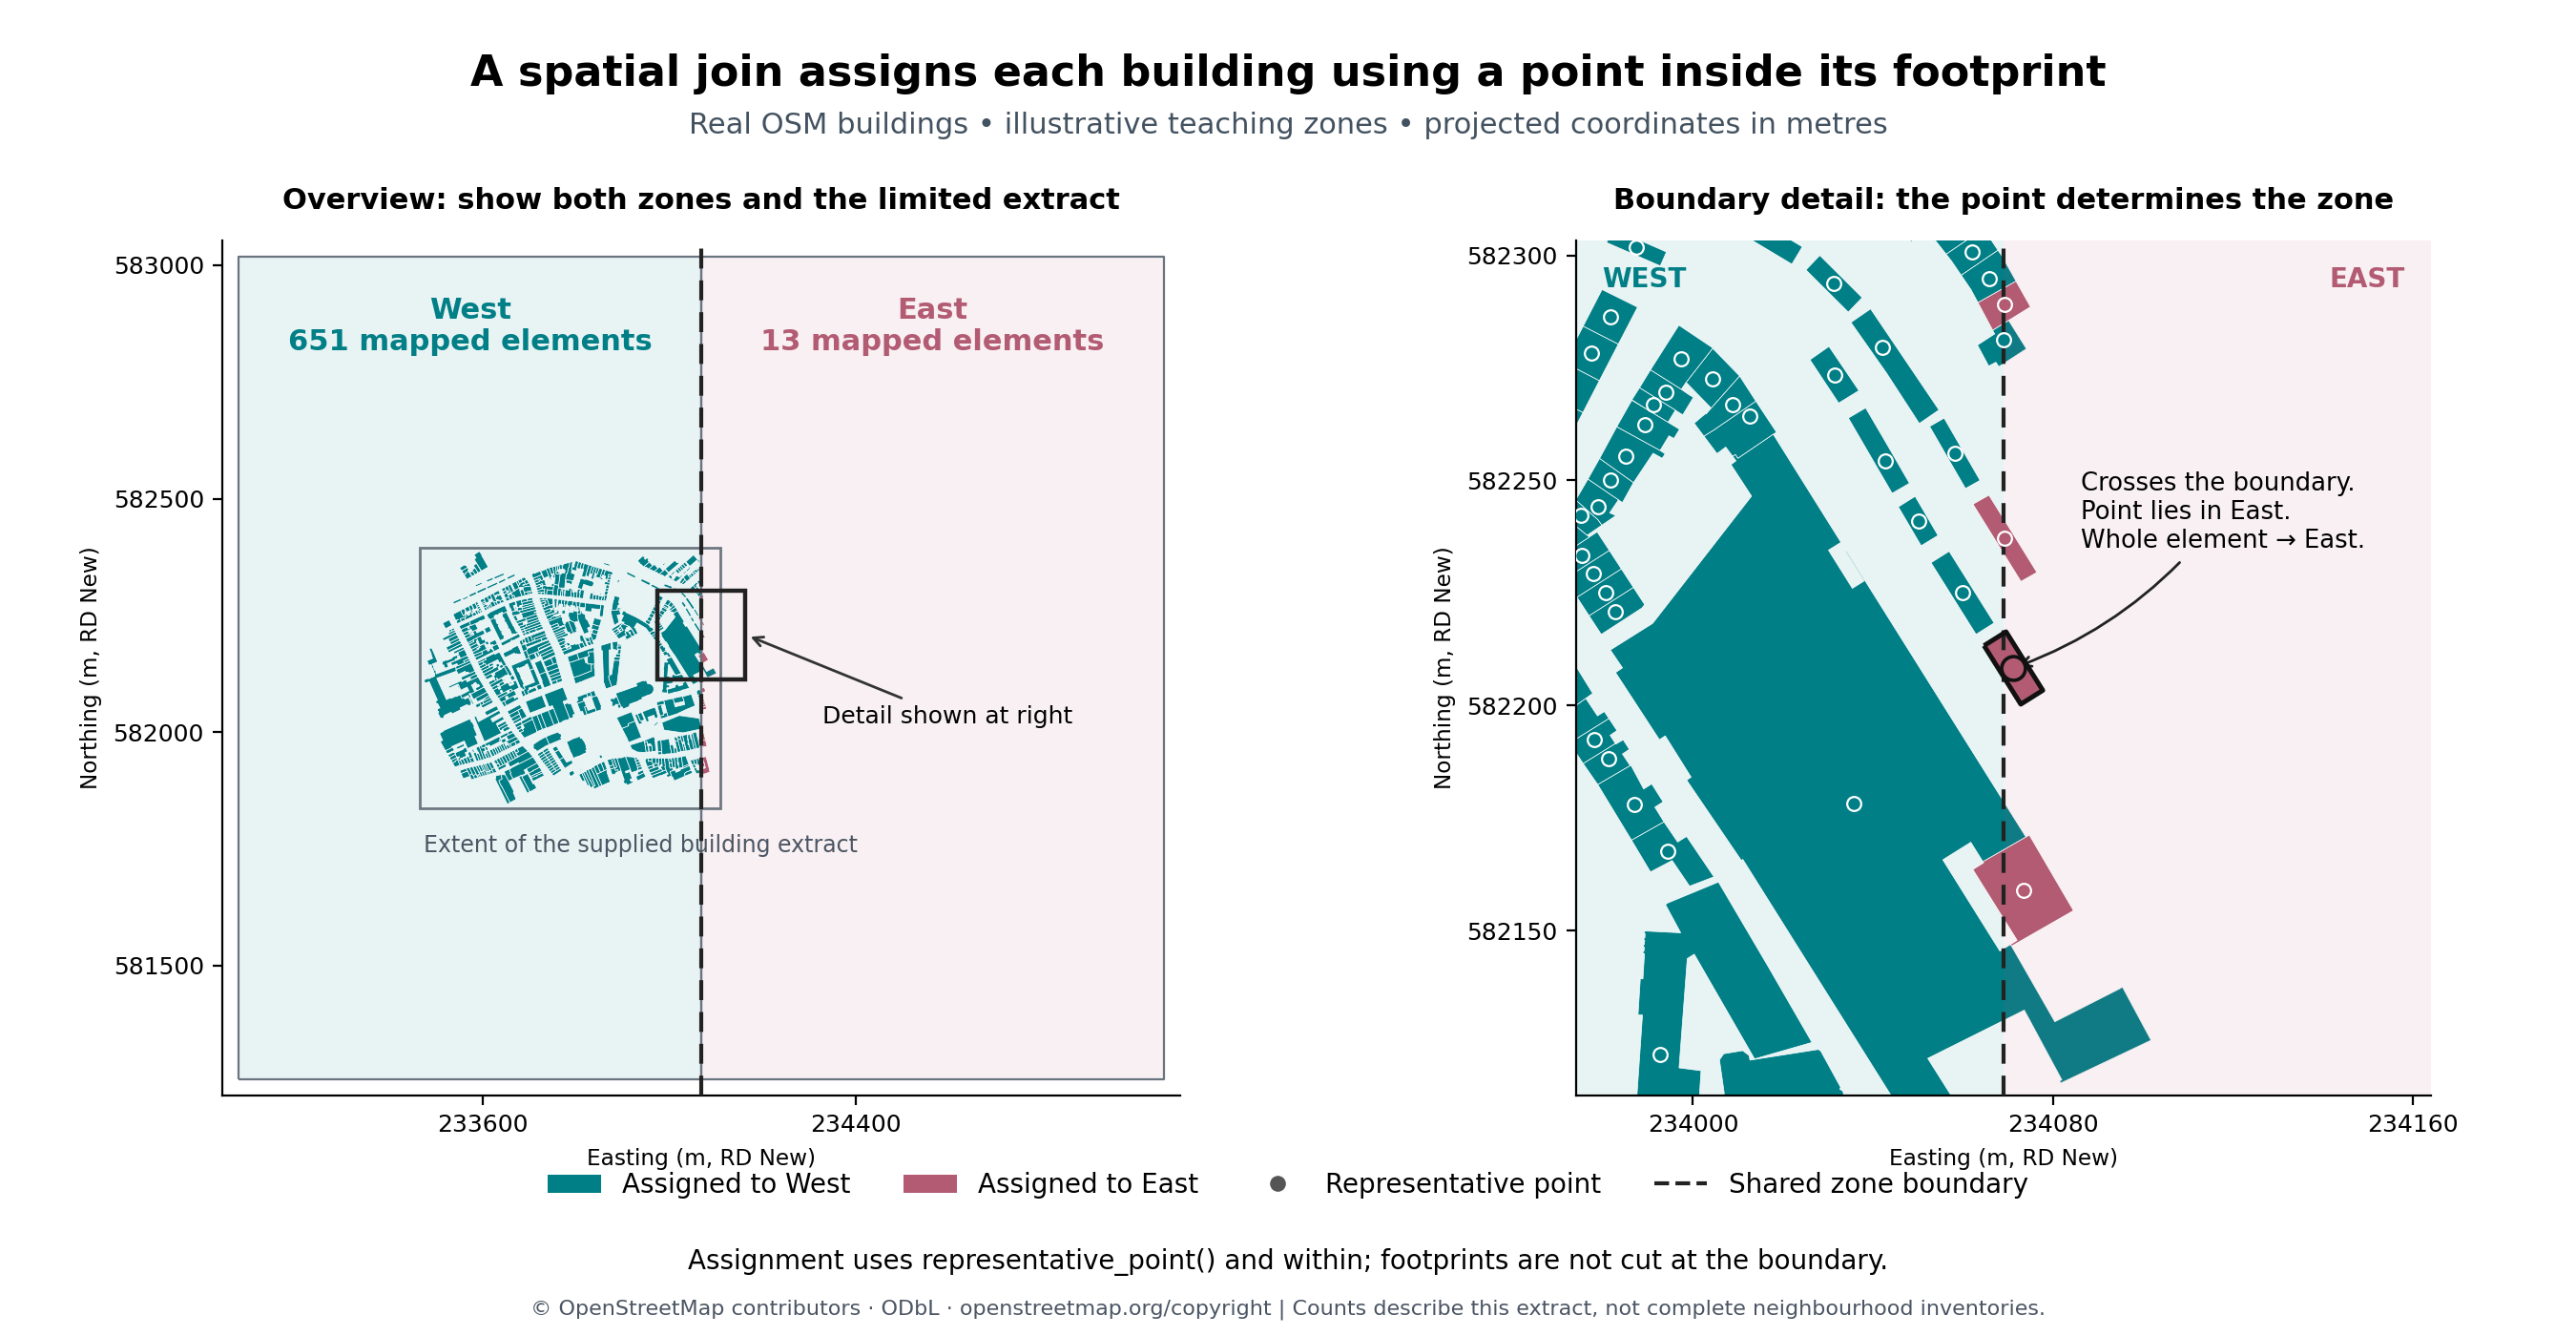 A spatial join assigns each building using a point inside its footprint
Real OSM buildings • illustrative teaching zones • projected coordinates in metres
Overview: show both zones and the limited extract
583000
582500
582000
581500
Northing (m, RD New)
West
651 mapped elements
East
13 mapped elements
Detail shown at right
Extent of the supplied building extract
233600
234400
Easting (m, RD New)
Boundary detail: the point determines the zone
582300
582250
582200
582150
Northing (m, RD New)
WEST
EAST
Crosses the boundary.
Point lies in East.
Whole element → East.
234000
234080
234160
Easting (m, RD New)
Assigned to West
Assigned to East
Representative point
Shared zone boundary
Assignment uses representative_point() and within; footprints are not cut at the boundary.
© OpenStreetMap contributors · ODbL · openstreetmap.org/copyright | Counts describe this extract, not complete neighbourhood inventories.